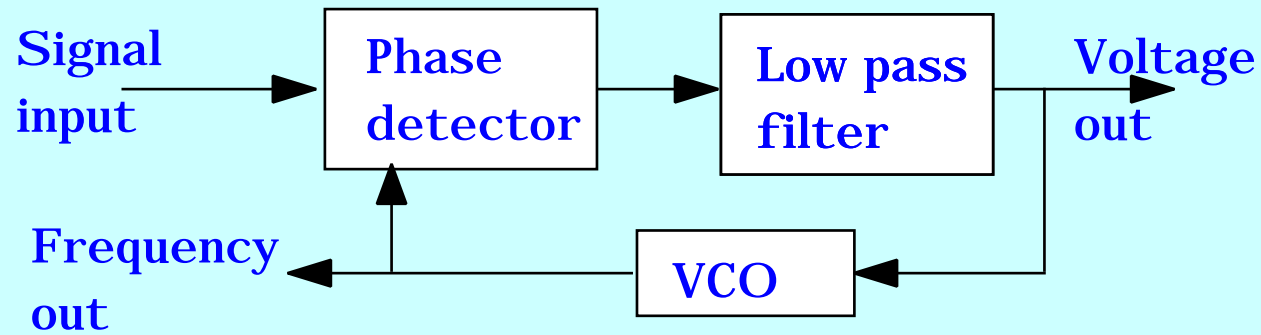 Signal
input
Phase
detector
Low pass
filter
Voltage
out
Frequency
out
VCO